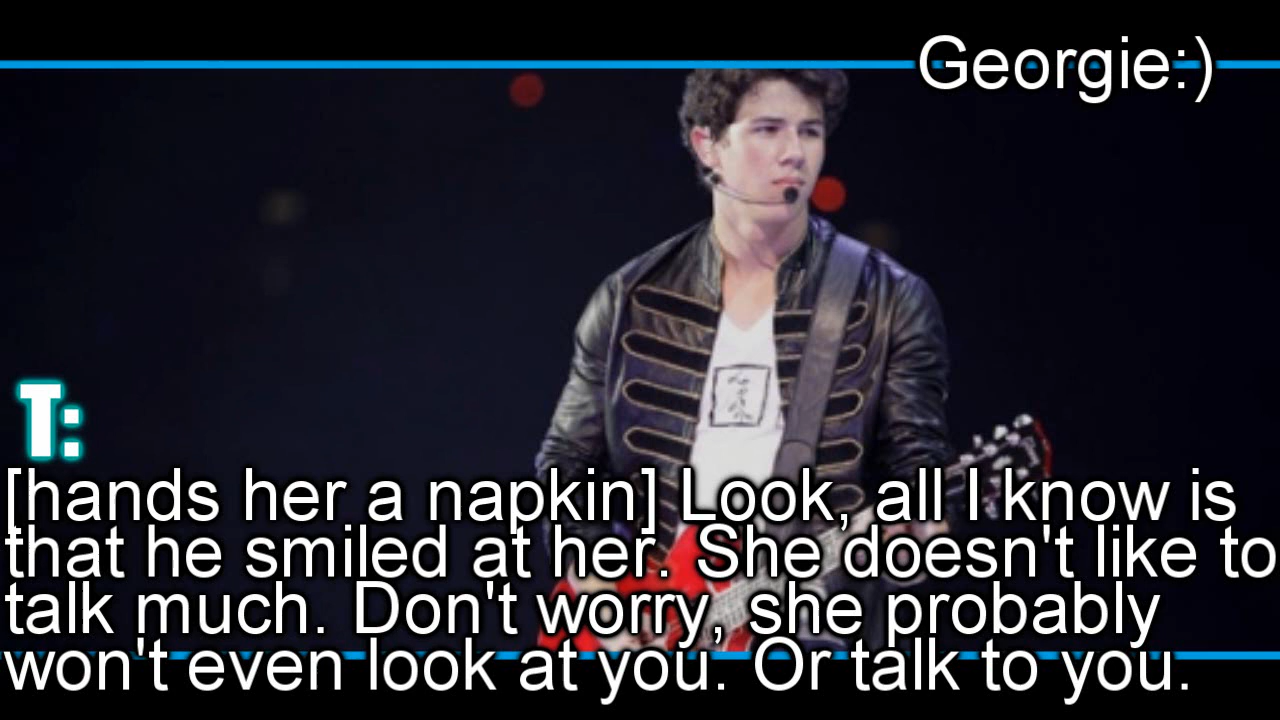 Georgie:)
T:
[hands her a napkin] Look, all I know is
that he smiled at her. She doesn't like to
talk much. Don't worry, she probably
won't even look at you. Or talk to you.